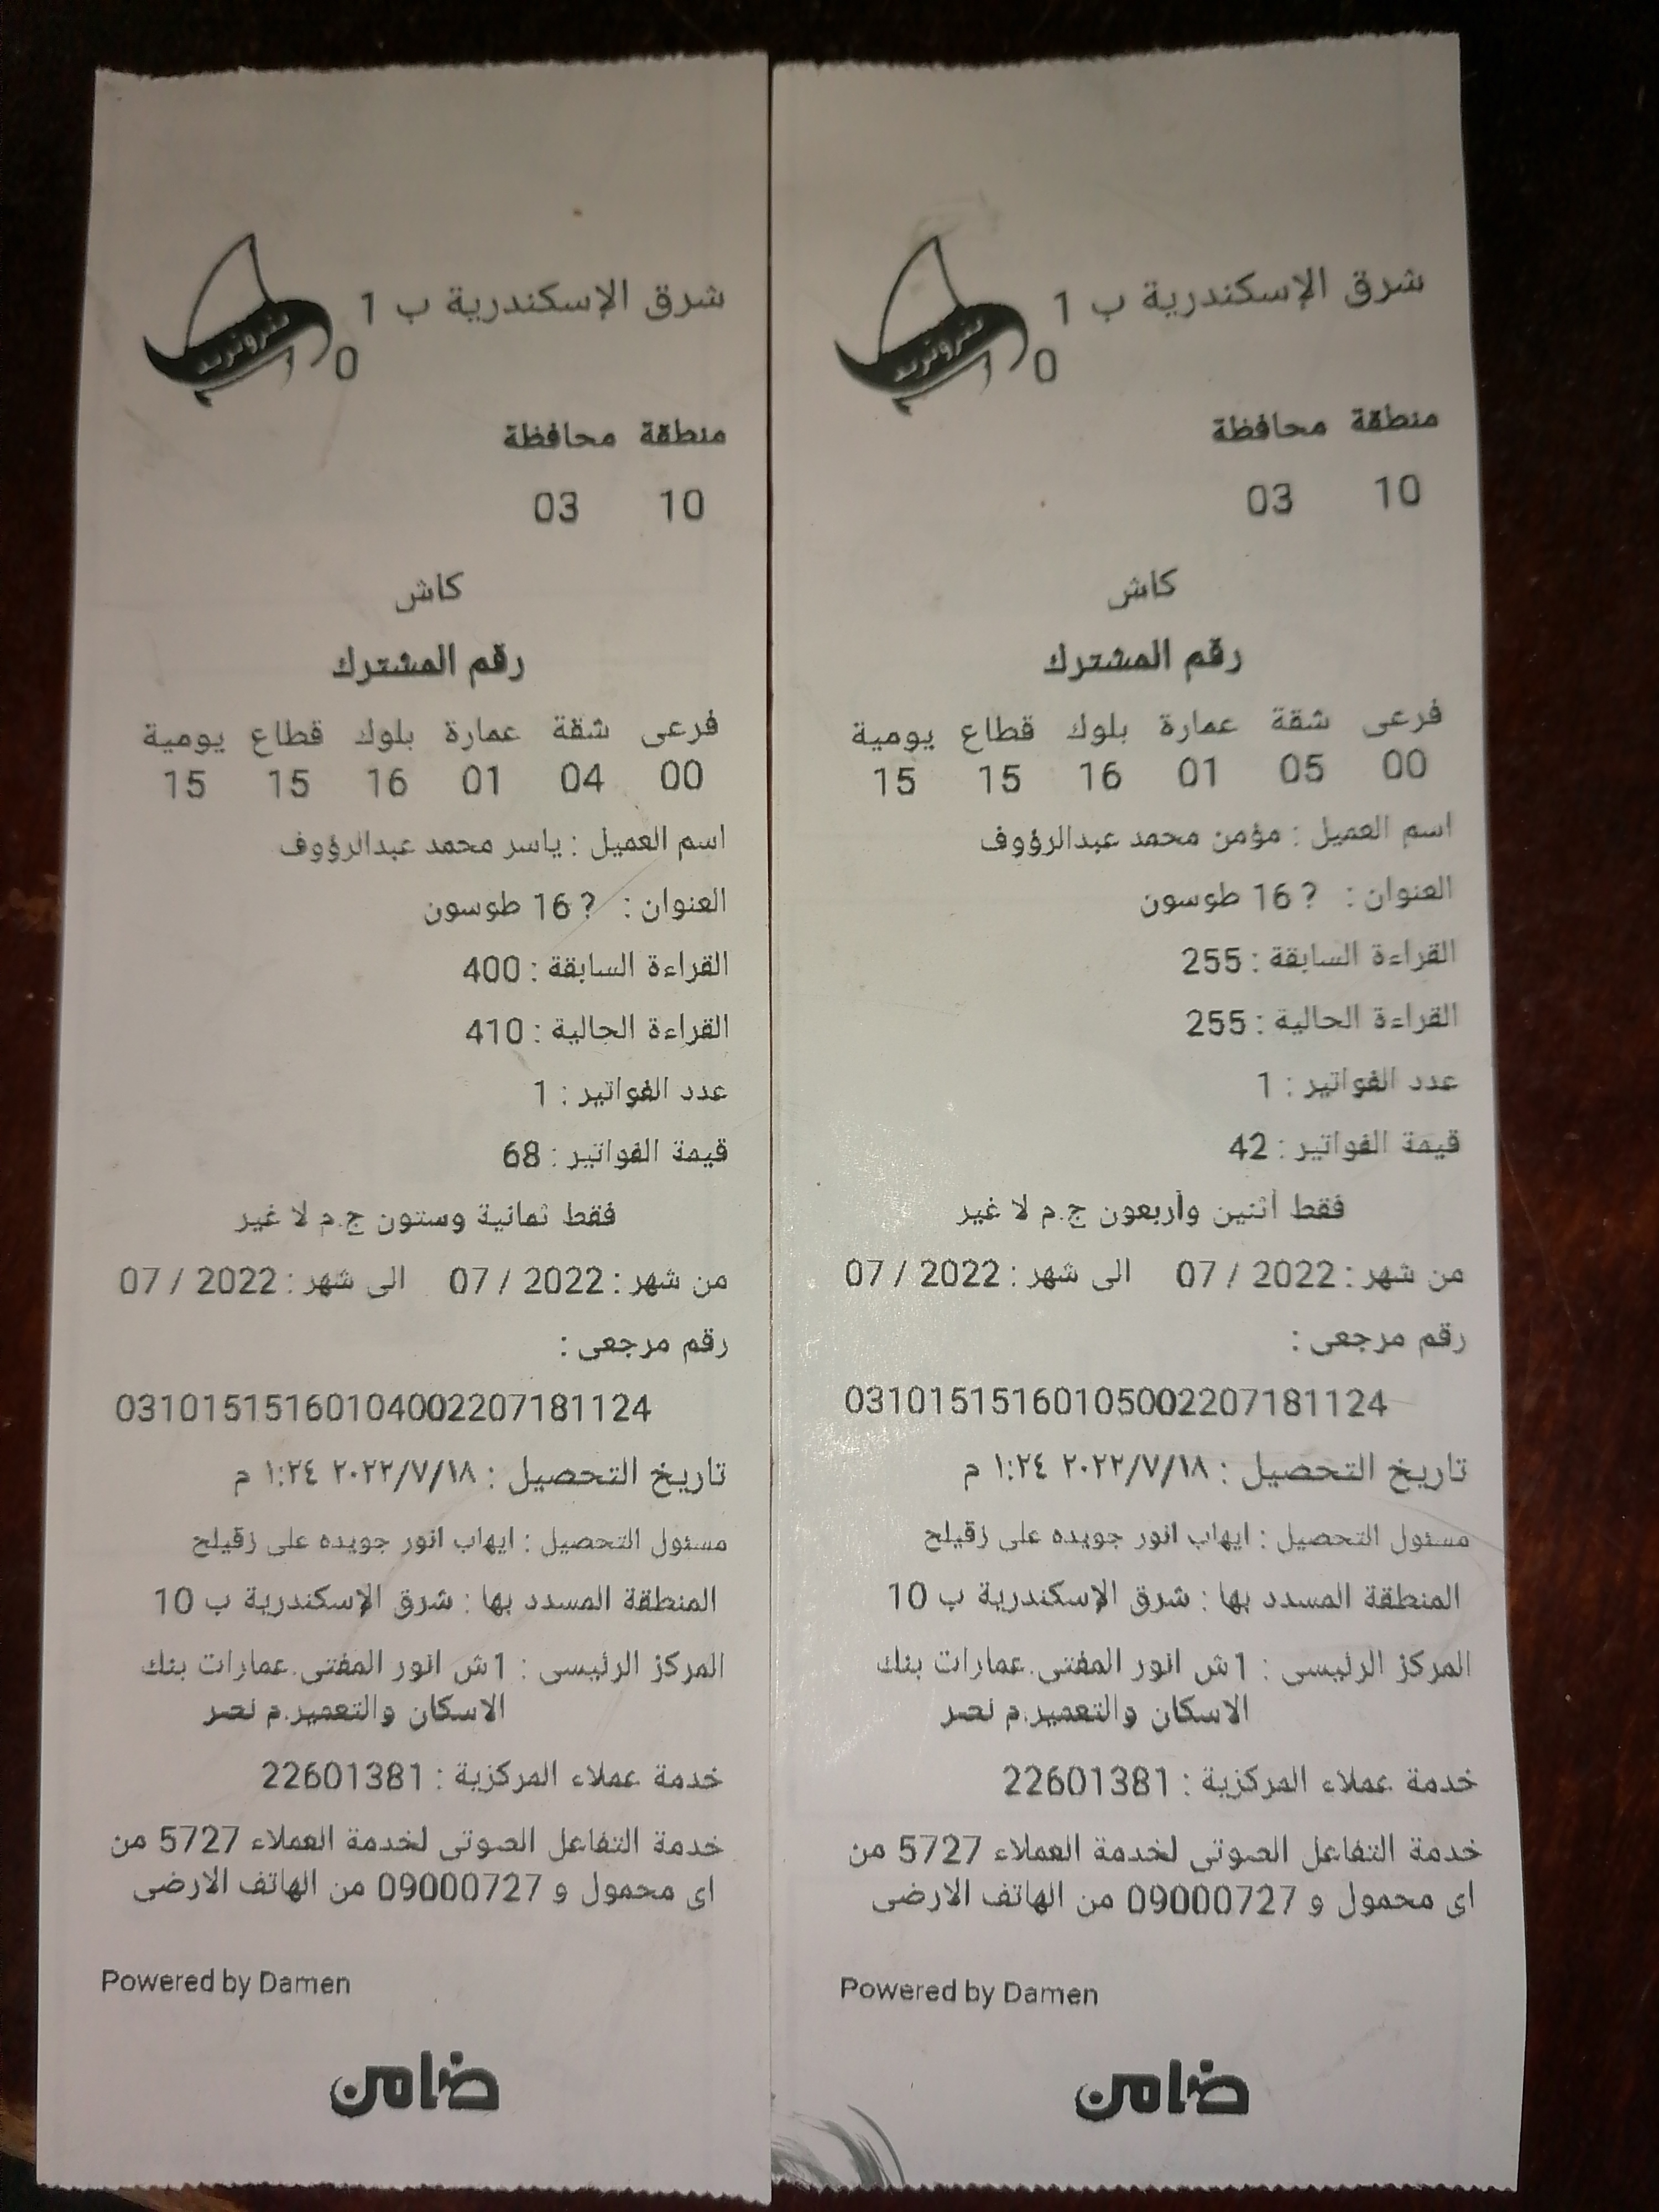 شرق الإسكندرية ب 1
0
بتروتريد
منطقة محافظة
10 03
كاش
رقم المشترك
فرعى شقة عمارة بلوك قطاع يومية
00 04 01 16 15 15
اسم العميل : ياسر محمد عبدالرؤوف
العنوان : ? 16 طوسون
القراءة السابقة : 400
القراءة الحالية : 410
عدد الفواتير : 1
قيمة الفواتير : 68
فقط ثمانية وستون ج.م لا غير
من شهر : 2022 / 07 الى شهر : 2022 / 07
رقم مرجعى :
03101515160104002207181124
تاريخ التحصيل : ٢٠٢٢/٧/١٨ ١:٢٤ م
مسئول التحصيل : ايهاب انور جويده على زقيلح
المنطقة المسدد بها : شرق الإسكندرية ب 10
المركز الرئيسى : 1ش انور المفتى.عمارات بنك
الاسكان والتعمير.م نصر
خدمة عملاء المركزية : 22601381
خدمة التفاعل الصوتى لخدمة العملاء 5727 من
اى محمول و 09000727 من الهاتف الارضى
Powered by Damen
ضامن
شرق الإسكندرية ب 1
0
بتروتريد
منطقة محافظة
10 03
كاش
رقم المشترك
فرعى شقة عمارة بلوك قطاع يومية
00 05 01 16 15 15
اسم العميل : مؤمن محمد عبدالرؤوف
العنوان : ? 16 طوسون
القراءة السابقة : 255
القراءة الحالية : 255
عدد الفواتير : 1
قيمة الفواتير : 42
فقط أثنين وأربعون ج.م لا غير
من شهر : 2022 / 07 الى شهر : 2022 / 07
رقم مرجعى :
03101515160105002207181124
تاريخ التحصيل : ٢٠٢٢/٧/١٨ ١:٢٤ م
مسئول التحصيل : ايهاب انور جويده على زقيلح
المنطقة المسدد بها : شرق الإسكندرية ب 10
المركز الرئيسى : 1ش انور المفتى.عمارات بنك
الاسكان والتعمير.م نصر
خدمة عملاء المركزية : 22601381
خدمة التفاعل الصوتى لخدمة العملاء 5727 من
اى محمول و 09000727 من الهاتف الارضى
Powered by Damen
ضامن